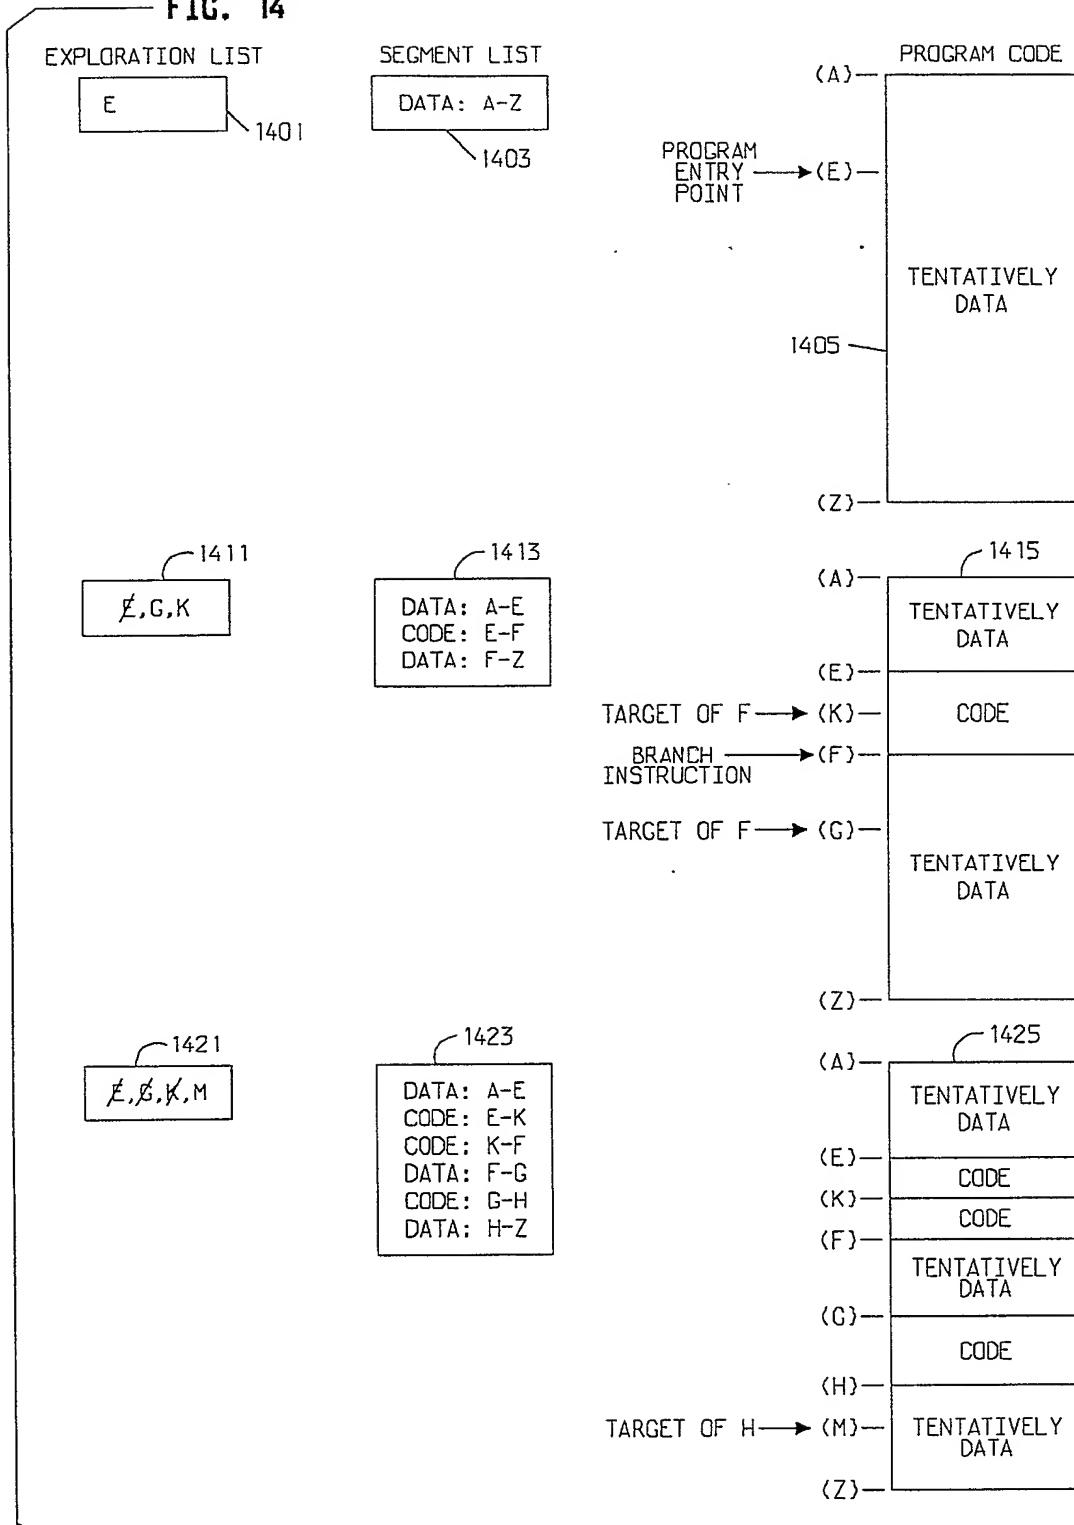 FIG. 14
EXPLORATION LIST
SEGMENT LIST
PROGRAM CODE
E
1401
DATA: A-Z
1403
(A)
PROGRAM
ENTRY
POINT
(E)
TENTATIVELY
DATA
1405
(Z)
1411
E,G,K
1413
DATA: A-E
CODE: E-F
DATA: F-Z
1415
(A)
TENTATIVELY
DATA
(E)
TARGET OF F
(K)
CODE
BRANCH
INSTRUCTION
(F)
TARGET OF F
(G)
TENTATIVELY
DATA
(Z)
1421
E,G,K,M
1423
DATA: A-E
CODE: E-K
CODE: K-F
DATA: F-G
CODE: G-H
DATA: H-Z
1425
(A)
TENTATIVELY
DATA
(E)
CODE
(K)
CODE
(F)
TENTATIVELY
DATA
(G)
CODE
(H)
TARGET OF H
(M)
TENTATIVELY
DATA
(Z)